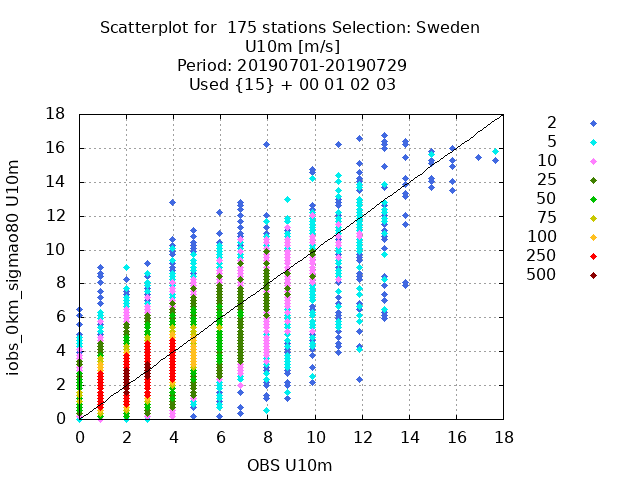 Scatterplot for  175 stations Selection: Sweden
U10m [m/s]
Period: 20190701-20190729
Used {15} + 00 01 02 03
18
16
14
12
10
8
6
4
2
0
iobs_0km_sigmao80 U10m
0 2 4 6 8 10 12 14 16 18
OBS U10m
2
5
10
25
50
75
100
250
500